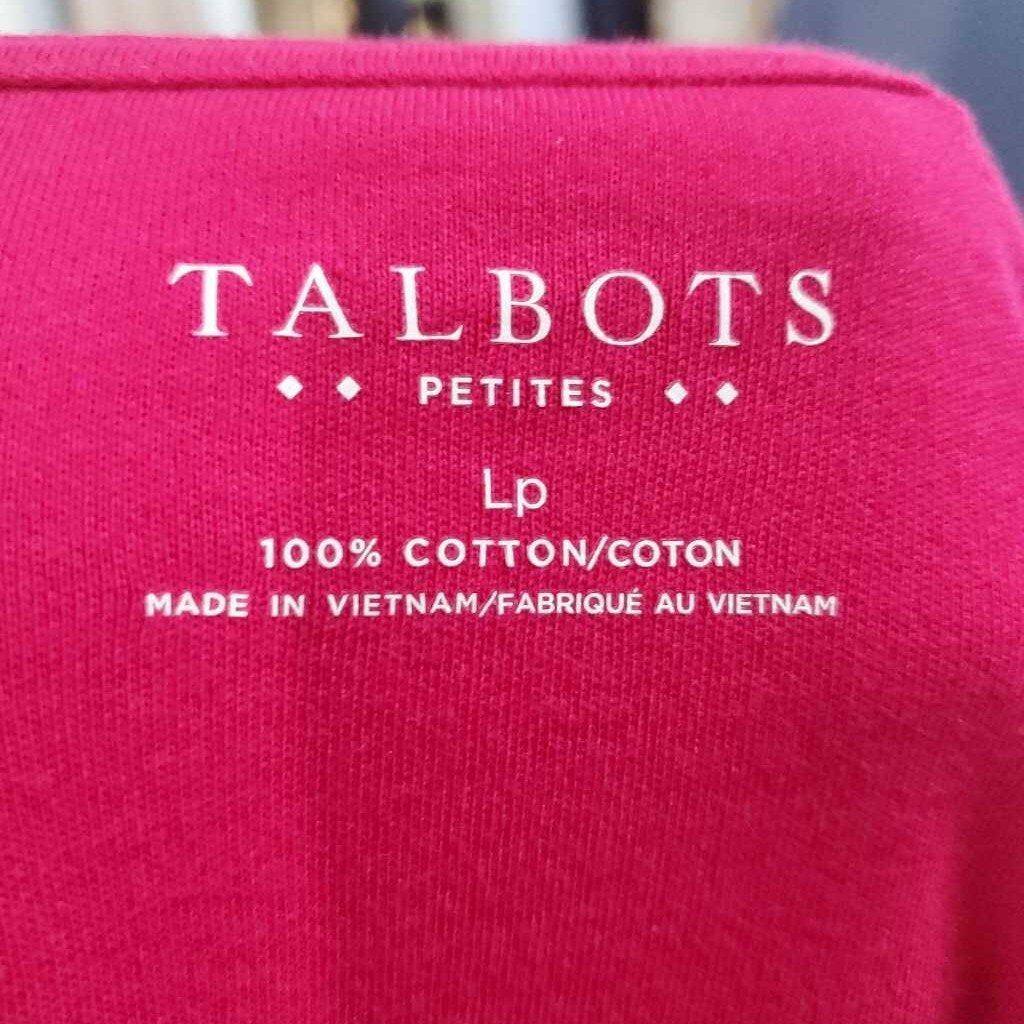 TALBOTS
PETITES
Lp
100% COTTON/COTON
MADE IN VIETNAM/FABRIQUÉ AU VIETNAM